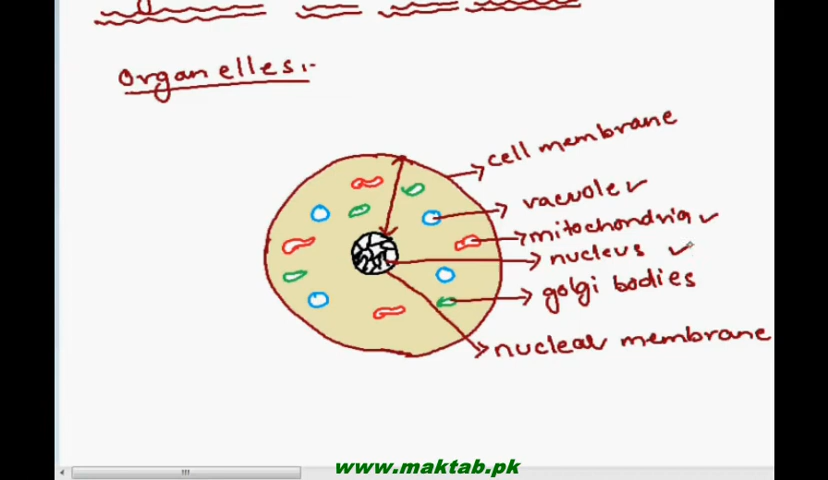 Organelles:-
cell membrane
vacuole
mitochondria
nucleus
golgi bodies
nuclear membrane
www.maktab.pk